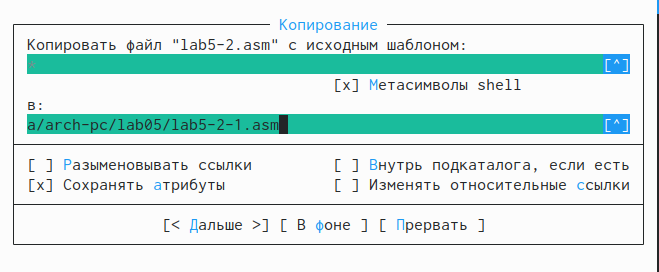 Копирование
Копировать файл "lab5-2.asm" с исходным шаблоном:
* [^]
[x] Метасимволы shell
в:
a/arch-pc/lab05/lab5-2-1.asm [^]
[ ] Разыменовывать ссылки [ ] Внутрь подкаталога, если есть
[x] Сохранять атрибуты [ ] Изменять относительные ссылки
[< Дальше >] [ В фоне ] [ Прервать ]